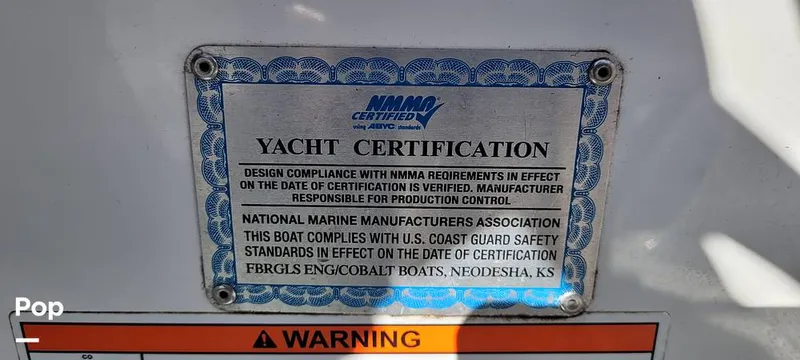 NMMA
CERTIFIED
using ABYC standards
YACHT CERTIFICATION
DESIGN COMPLIANCE WITH NMMA REQIREMENTS IN EFFECT
ON THE DATE OF CERTIFICATION IS VERIFIED. MANUFACTURER
RESPONSIBLE FOR PRODUCTION CONTROL
NATIONAL MARINE MANUFACTURERS ASSOCIATION
THIS BOAT COMPLIES WITH U.S. COAST GUARD SAFETY
STANDARDS IN EFFECT ON THE DATE OF CERTIFICATION
FBRGLS ENG/COBALT BOATS, NEODESHA, KS
Pop
WARNING